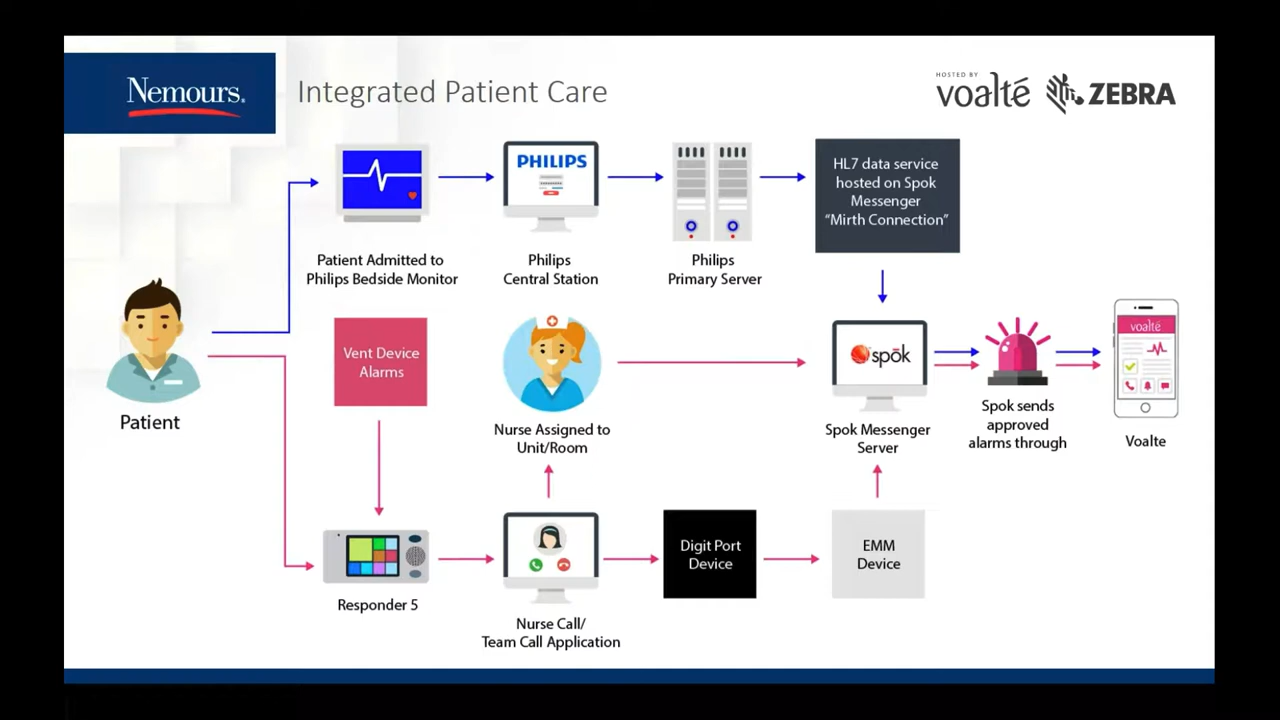 Nemours.
Integrated Patient Care
HOSTED BY
voalté
ZEBRA
PHILIPS
HL7 data service
hosted on Spok
Messenger
“Mirth Connection”
Patient Admitted to
Philips Bedside Monitor
Philips
Central Station
Philips
Primary Server
Vent Device
Alarms
spōk
voalté
Patient
Nurse Assigned to
Unit/Room
Spok Messenger
Server
Spok sends
approved
alarms through
Voalte
Digit Port
Device
EMM
Device
Responder 5
Nurse Call/
Team Call Application